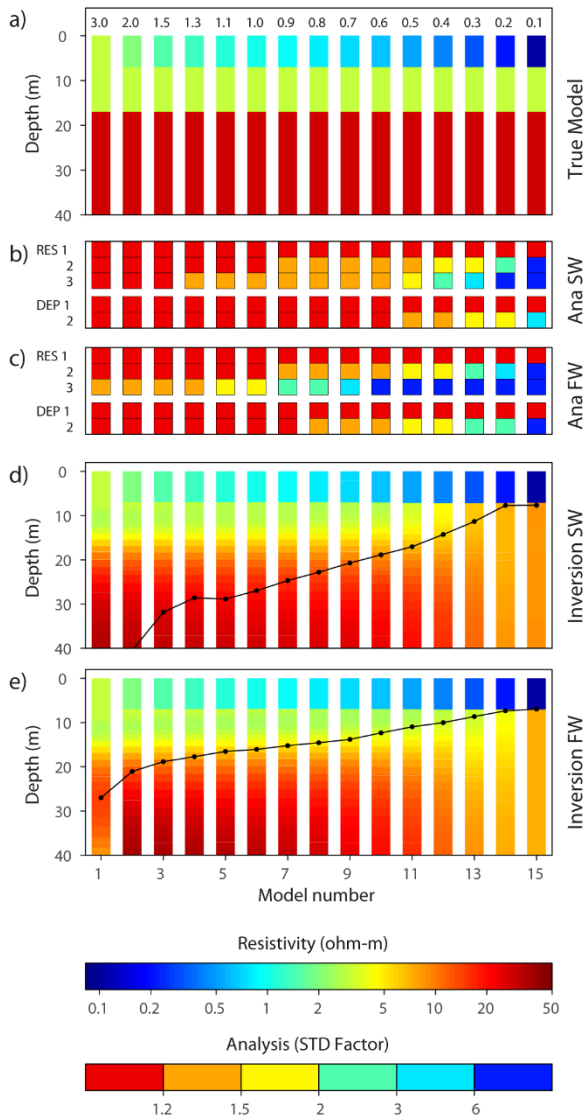 a)
3.0 2.0 1.5 1.3 1.1 1.0 0.9 0.8 0.7 0.6 0.5 0.4 0.3 0.2 0.1
0
10
20
30
40
Depth (m)
True Model
b)
RES 1
2
3
DEP 1
2
Ana SW
c)
RES 1
2
3
DEP 1
2
Ana FW
d)
0
10
20
30
40
Depth (m)
Inversion SW
e)
0
10
20
30
40
Depth (m)
Inversion FW
1 3 5 7 9 11 13 15
Model number
Resistivity (ohm-m)
0.1 0.2 0.5 1 2 5 10 20 50
Analysis (STD Factor)
1.2 1.5 2 3 6